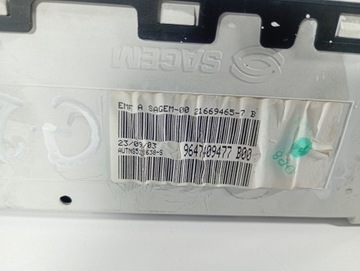 SAGEM
EMF A SAGEM-00 21669465-7 B
23/09/03
9647409477 B00